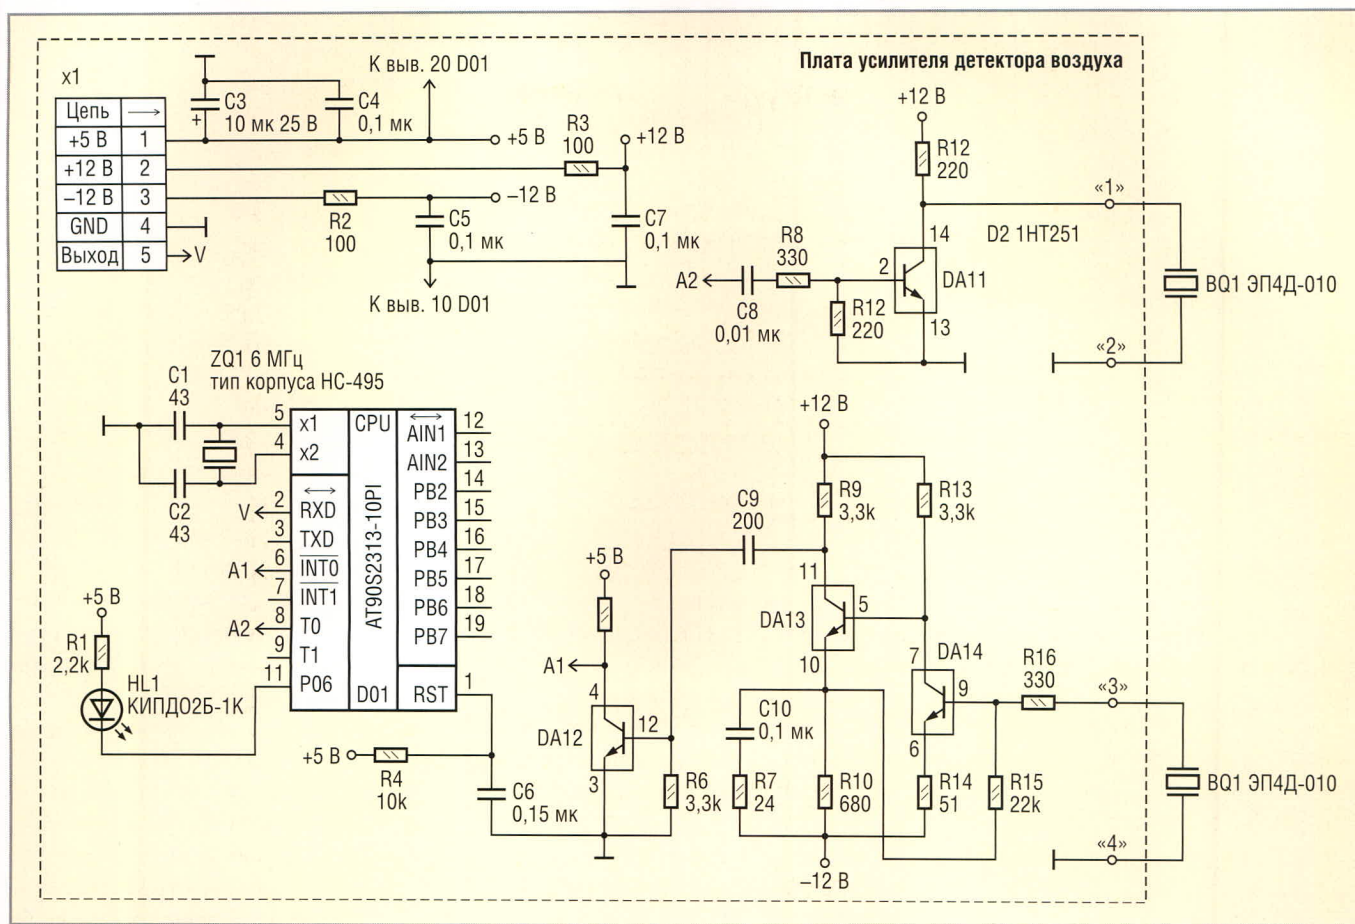 Плата усилителя детектора воздуха
x1
Цепь →
+5 В 1
+12 В 2
−12 В 3
GND 4
Выход 5
V
C3
10 мк 25 В
C4
0,1 мк
К выв. 20 D01
+5 В
R3
100
+12 В
−12 В
R2
100
C5
0,1 мк
C7
0,1 мк
К выв. 10 D01
+12 В
R12
220
«1»
14
D2 1НТ251
R8
330
A2
2
DA11
C8
0,01 мк
R12
220
13
BQ1 ЭП4Д-010
«2»
ZQ1 6 МГц
тип корпуса НС-495
C1
43
C2
43
5
x1
4
x2
CPU
AT90S2313-10PI
D01
V
2
RXD
3
TXD
A1
6
INT0
7
INT1
A2
8
T0
9
T1
11
P06
AIN1
12
AIN2
13
PB2
14
PB3
15
PB4
16
PB5
17
PB6
18
PB7
19
RST
1
+5 В
R1
2,2k
HL1
КИПДО2Б-1К
+5 В
R4
10k
C6
0,15 мк
+5 В
A1
4
DA12
12
3
R6
3,3k
C9
200
+12 В
R9
3,3k
R13
3,3k
11
DA13
5
10
7
DA14
9
6
R16
330
«3»
C10
0,1 мк
R7
24
R10
680
R14
51
R15
22k
BQ1 ЭП4Д-010
«4»
−12 В